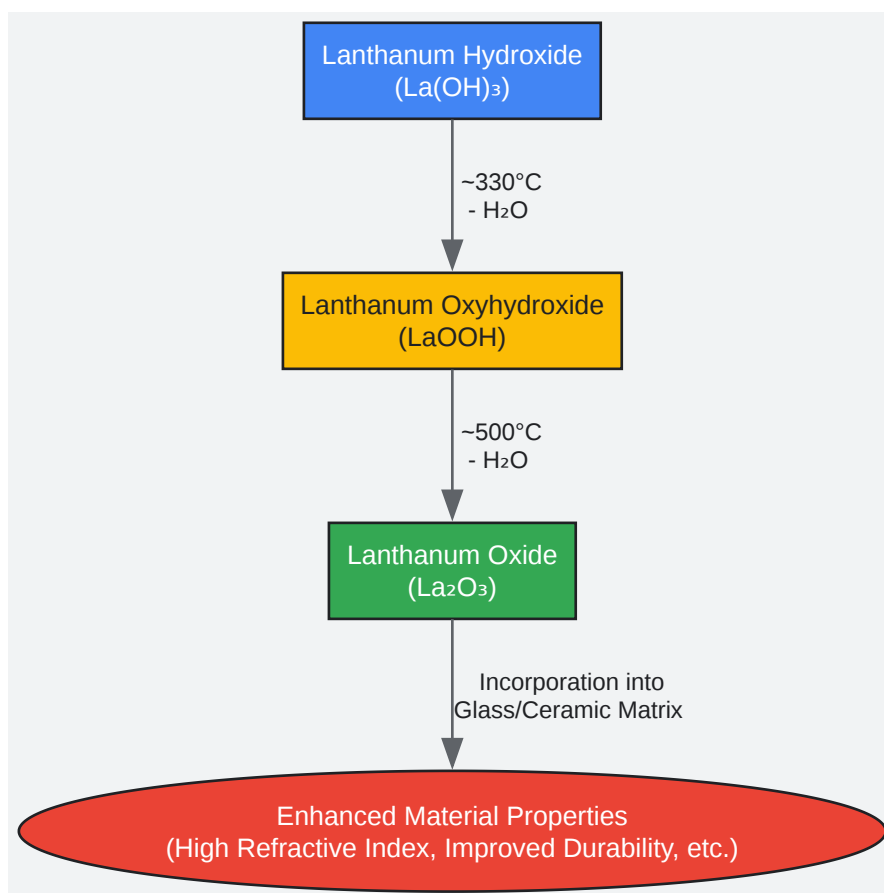 Lanthanum Hydroxide
(La(OH)₃)
~330°C
- H₂O
Lanthanum Oxyhydroxide
(LaOOH)
~500°C
- H₂O
Lanthanum Oxide
(La₂O₃)
Incorporation into
Glass/Ceramic Matrix
Enhanced Material Properties
(High Refractive Index, Improved Durability, etc.)